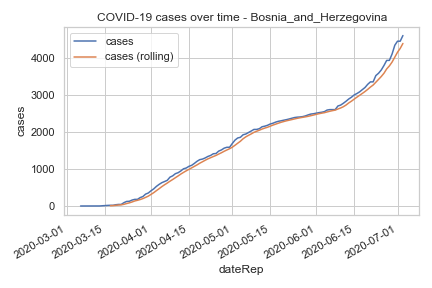 COVID-19 cases over time - Bosnia_and_Herzegovina
cases
cases (rolling)
cases
4000
3000
2000
1000
0
2020-03-01
2020-03-15
2020-04-01
2020-04-15
2020-05-01
2020-05-15
2020-06-01
2020-06-15
2020-07-01
dateRep